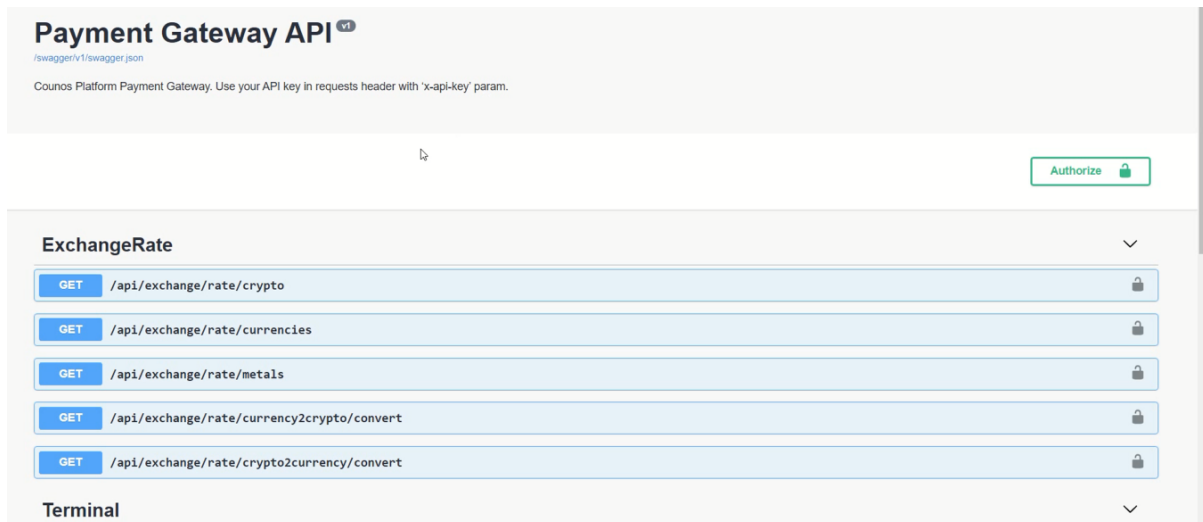 Payment Gateway API v1
/swagger/v1/swagger.json
Counos Platform Payment Gateway. Use your API key in requests header with 'x-api-key' param.
Authorize
ExchangeRate
GET /api/exchange/rate/crypto
GET /api/exchange/rate/currencies
GET /api/exchange/rate/metals
GET /api/exchange/rate/currency2crypto/convert
GET /api/exchange/rate/crypto2currency/convert
Terminal